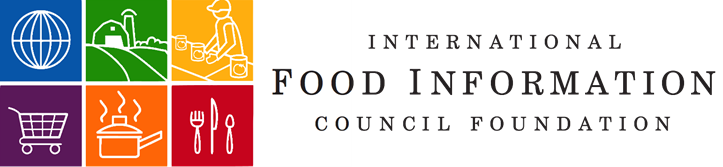 INTERNATIONAL
FOOD INFORMATION
COUNCIL FOUNDATION